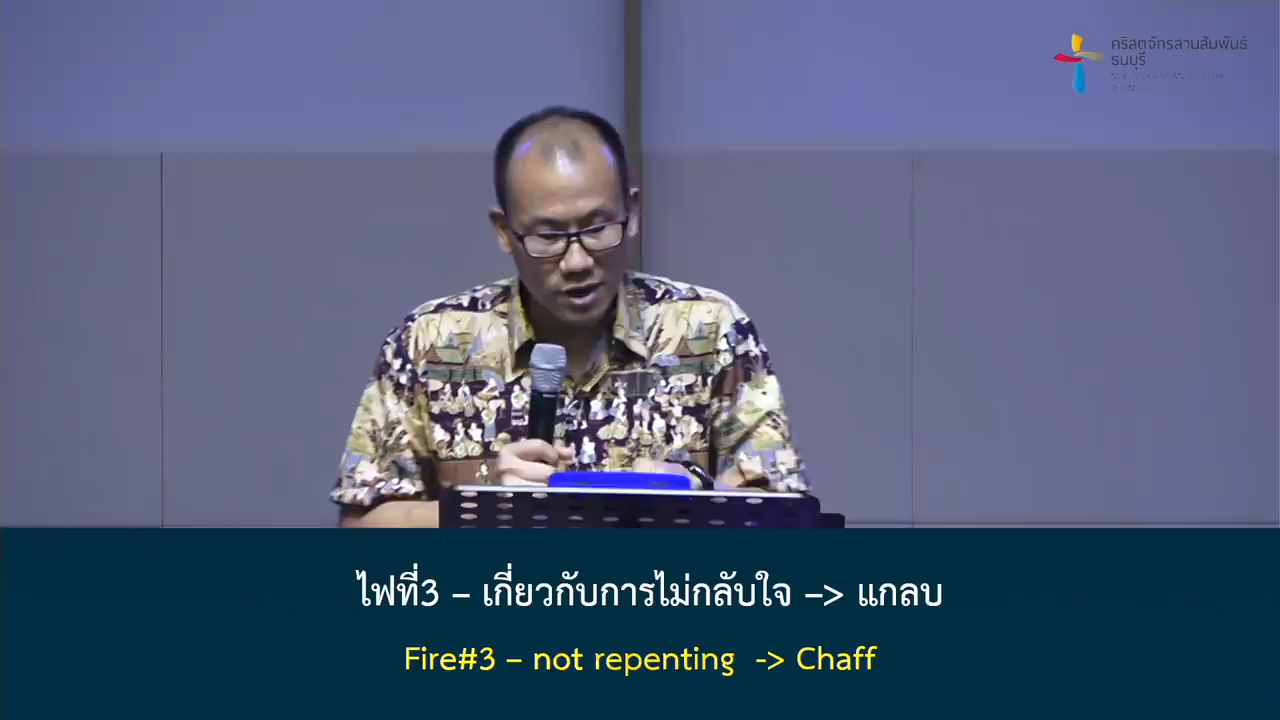 คริสตจักรสานสัมพันธ์
ธนบุรี
ไฟที่3 – เกี่ยวกับการไม่กลับใจ –> แกลบ
Fire#3 – not repenting -> Chaff